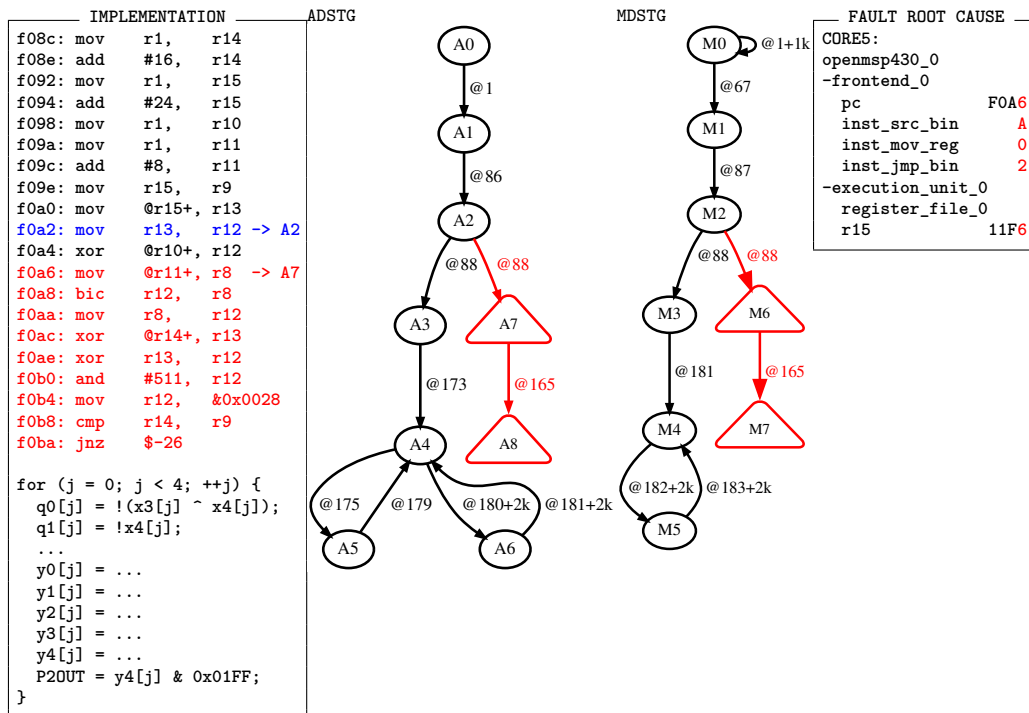 IMPLEMENTATION
f08c: mov r1, r14
f08e: add #16, r14
f092: mov r1, r15
f094: add #24, r15
f098: mov r1, r10
f09a: mov r1, r11
f09c: add #8, r11
f09e: mov r15, r9
f0a0: mov @r15+, r13
f0a2: mov r13, r12 -> A2
f0a4: xor @r10+, r12
f0a6: mov @r11+, r8 -> A7
f0a8: bic r12, r8
f0aa: mov r8, r12
f0ac: xor @r14+, r13
f0ae: xor r13, r12
f0b0: and #511, r12
f0b4: mov r12, &0x0028
f0b8: cmp r14, r9
f0ba: jnz $-26
for (j = 0; j < 4; ++j) {
q0[j] = !(x3[j] ^ x4[j]);
q1[j] = !x4[j];
...
y0[j] = ...
y1[j] = ...
y2[j] = ...
y3[j] = ...
y4[j] = ...
P2OUT = y4[j] & 0x01FF;
}
ADSTG
A0
@1
A1
@86
A2
@88 @88
A3 A7
@173 @165
A4 A8
@175 @179 @180+2k @181+2k
A5 A6
MDSTG
M0 @1+1k
@67
M1
@87
M2
@88 @88
M3 M6
@181 @165
M4 M7
@182+2k @183+2k
M5
FAULT ROOT CAUSE
CORE5:
openmsp430_0
-frontend_0
pc F0A6
inst_src_bin A
inst_mov_reg 0
inst_jmp_bin 2
-execution_unit_0
register_file_0
r15 11F6